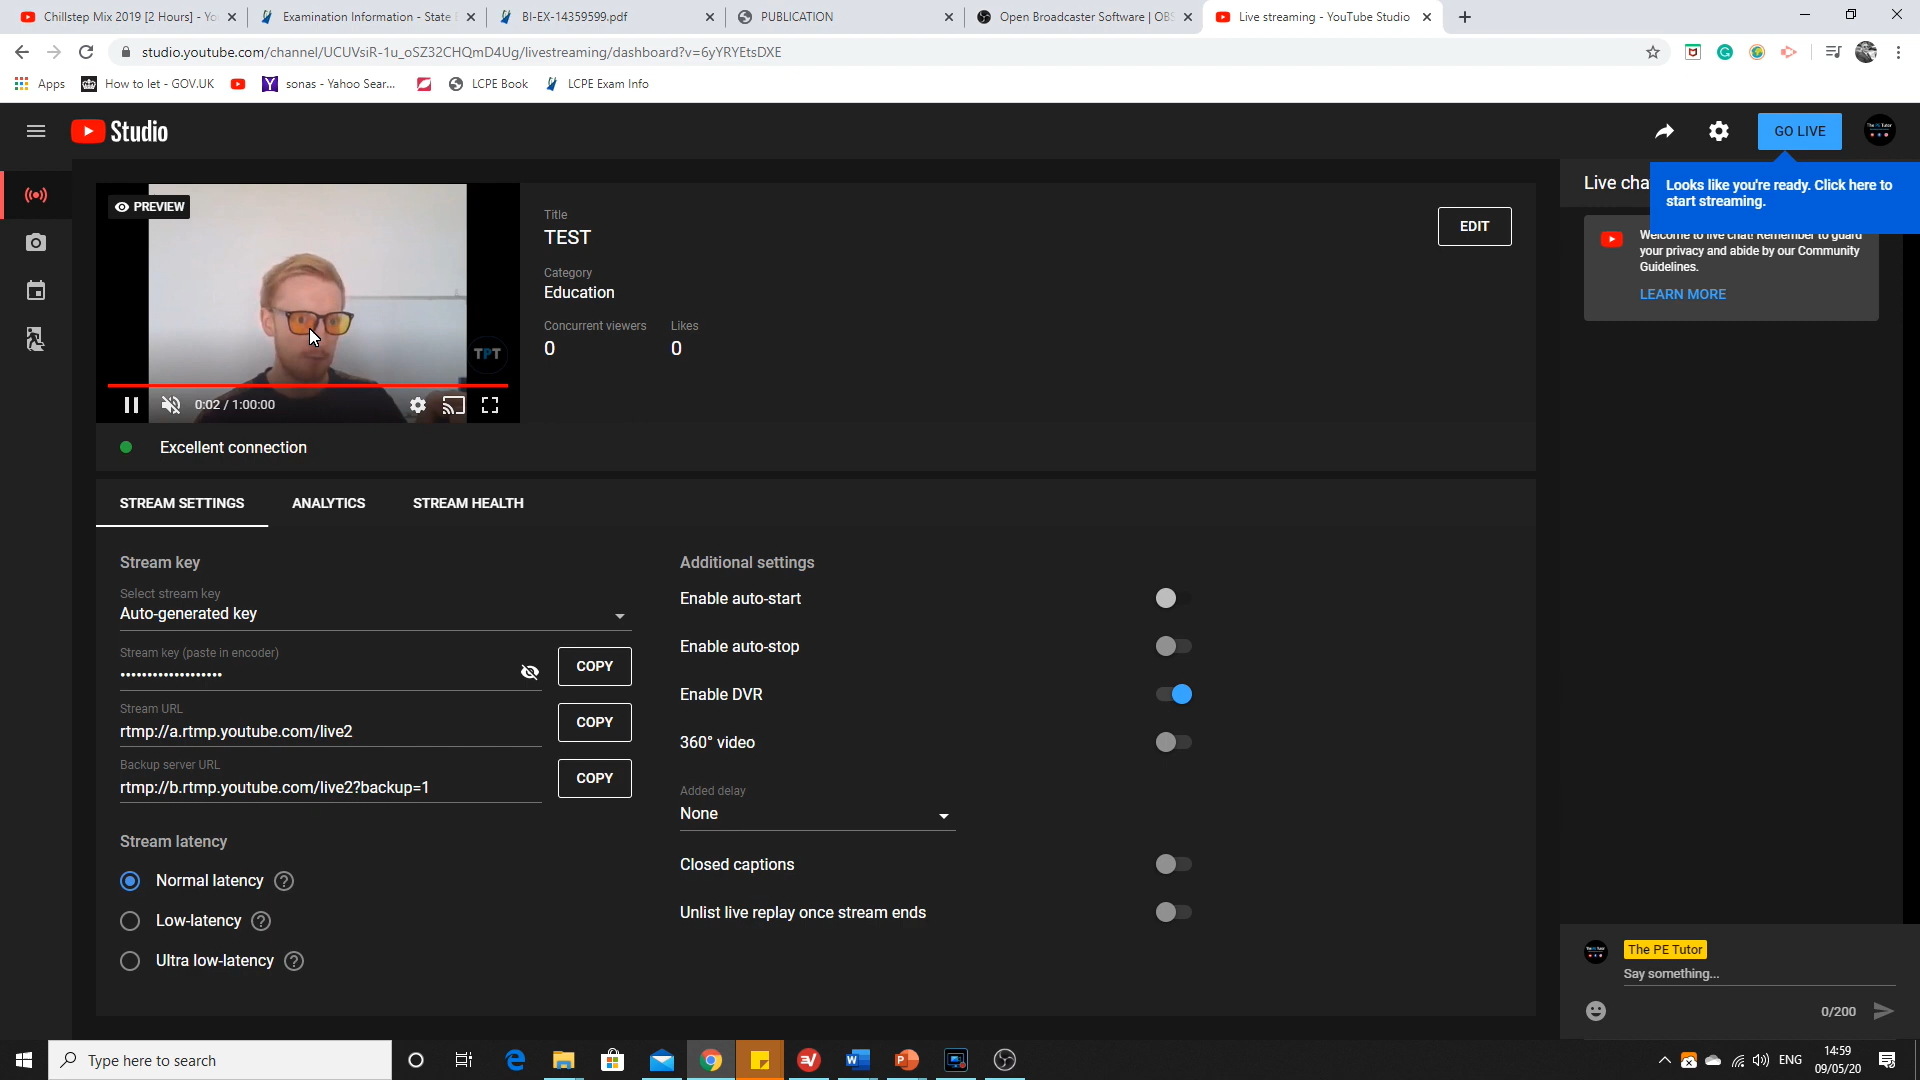 Chillstep Mix 2019 [2 Hours] - Yo
Examination Information - State E
BI-EX-14359599.pdf
PUBLICATION
Open Broadcaster Software | OBS
Live streaming - YouTube Studio
studio.youtube.com/channel/UCUVsiR-1u_oSZ32CHQmD4Ug/livestreaming/dashboard?v=6yYRYEtsDXE
Apps
How to let - GOV.UK
sonas - Yahoo Sear...
LCPE Book
LCPE Exam Info
Studio
GO LIVE
Looks like you're ready. Click here to
start streaming.
Live cha
Welcome to live chat! Remember to guard
your privacy and abide by our Community
Guidelines.
LEARN MORE
PREVIEW
TPT
0:02 / 1:00:00
Title
TEST
EDIT
Category
Education
Concurrent viewers
Likes
0
0
Excellent connection
STREAM SETTINGS
ANALYTICS
STREAM HEALTH
Stream key
Select stream key
Auto-generated key
Stream key (paste in encoder)
•••••••••••••••••••
COPY
Stream URL
rtmp://a.rtmp.youtube.com/live2
COPY
Backup server URL
rtmp://b.rtmp.youtube.com/live2?backup=1
COPY
Stream latency
Normal latency
Low-latency
Ultra low-latency
Additional settings
Enable auto-start
Enable auto-stop
Enable DVR
360° video
Added delay
None
Closed captions
Unlist live replay once stream ends
The PE Tutor
Say something...
0/200
Type here to search
ENG
14:59
09/05/20